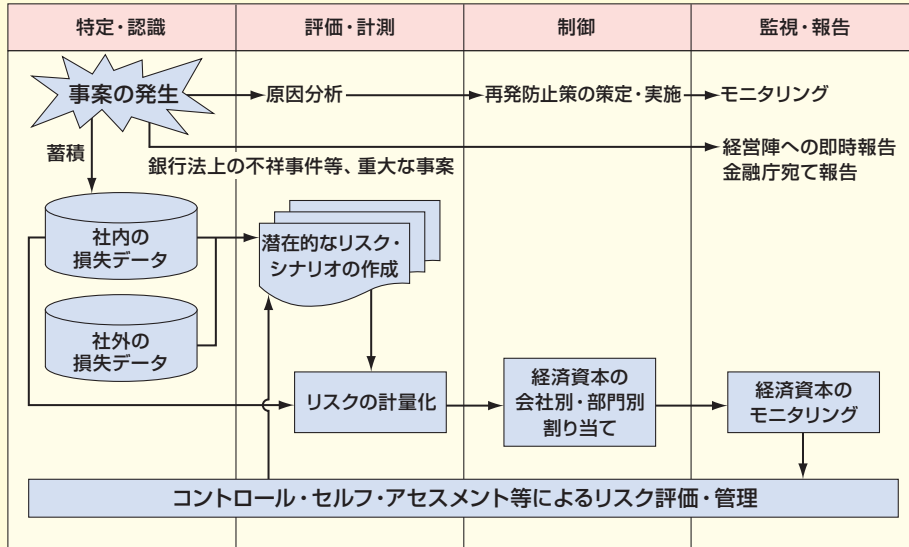 特定・認識
評価・計測
制御
監視・報告
事案の発生
原因分析
再発防止策の策定・実施
モニタリング
蓄積
銀行法上の不祥事件等、重大な事案
経営陣への即時報告
金融庁宛て報告
社内の
損失データ
潜在的なリスク・
シナリオの作成
社外の
損失データ
リスクの計量化
経済資本の
会社別・部門別
割り当て
経済資本の
モニタリング
コントロール・セルフ・アセスメント等によるリスク評価・管理